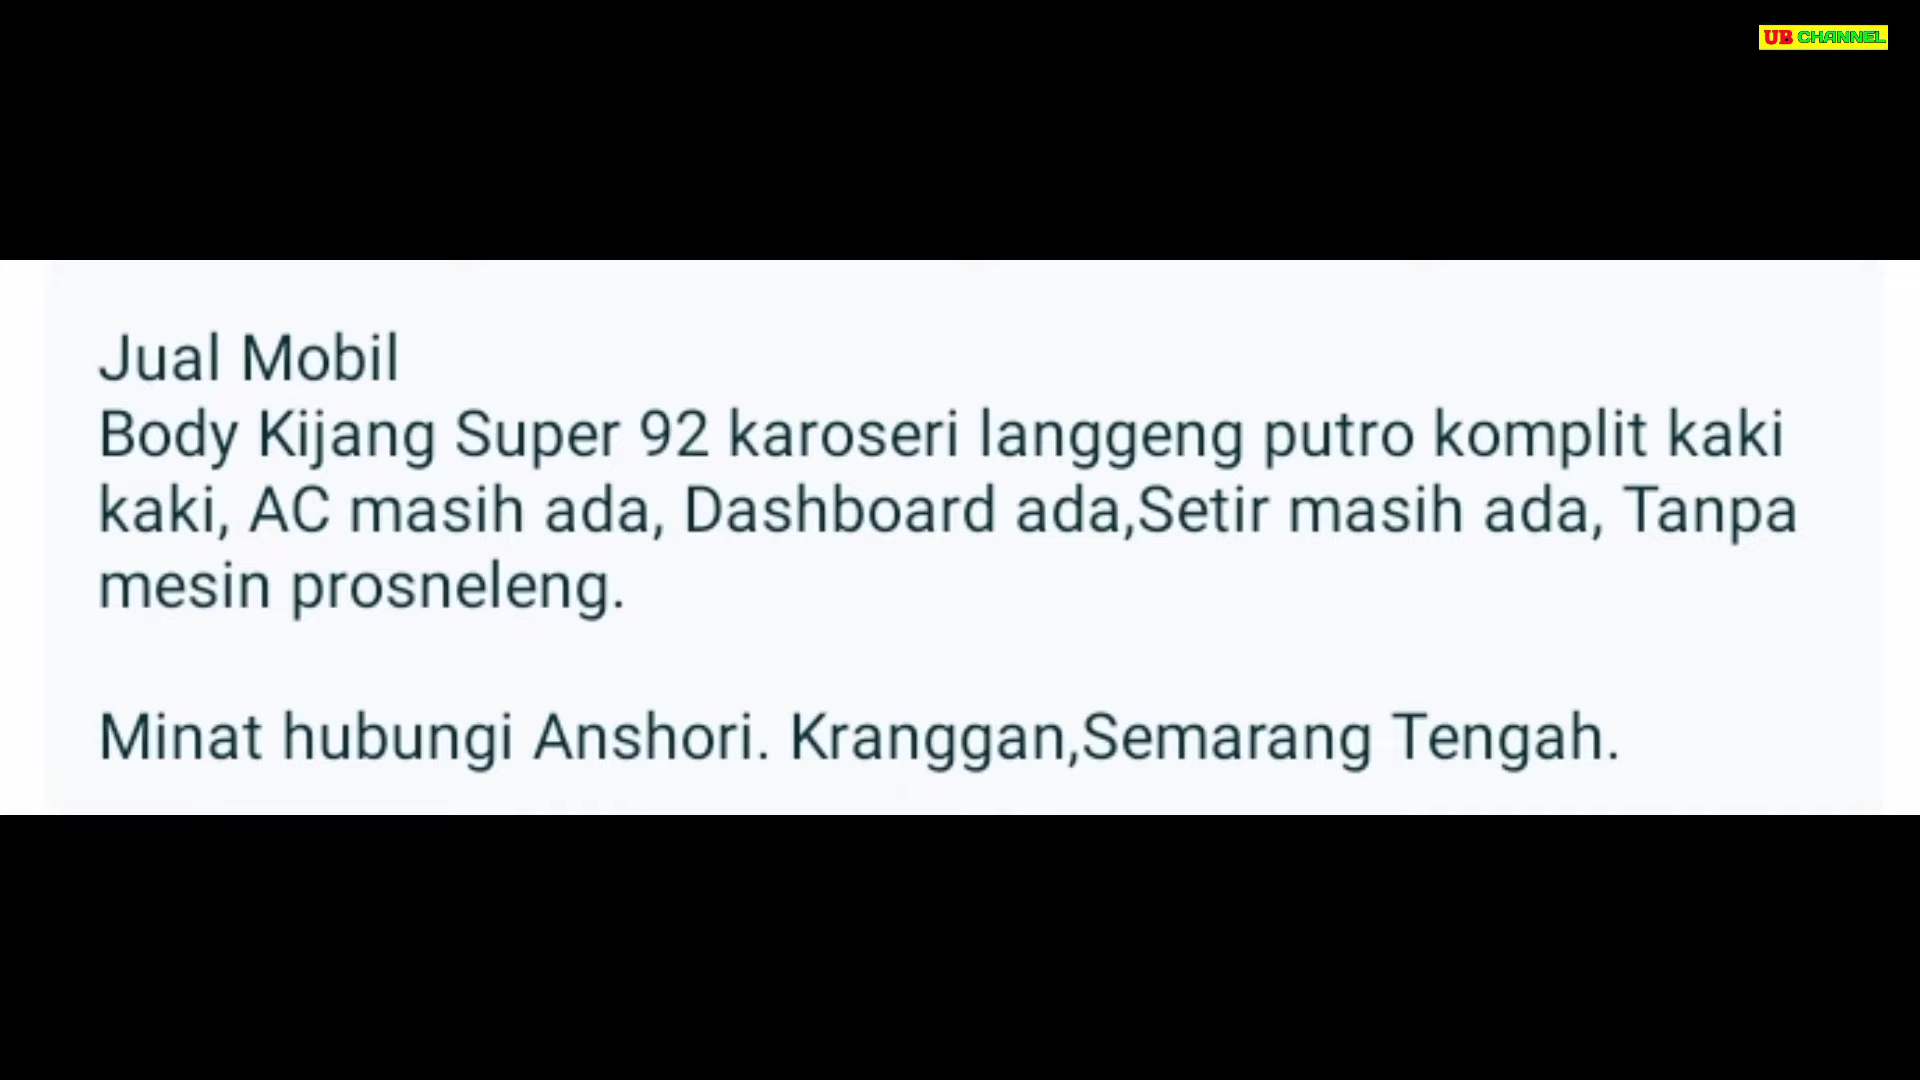 UB CHANNEL
Jual Mobil
Body Kijang Super 92 karoseri langgeng putro komplit kaki
kaki, AC masih ada, Dashboard ada,Setir masih ada, Tanpa
mesin prosneleng.
Minat hubungi Anshori. Kranggan,Semarang Tengah.